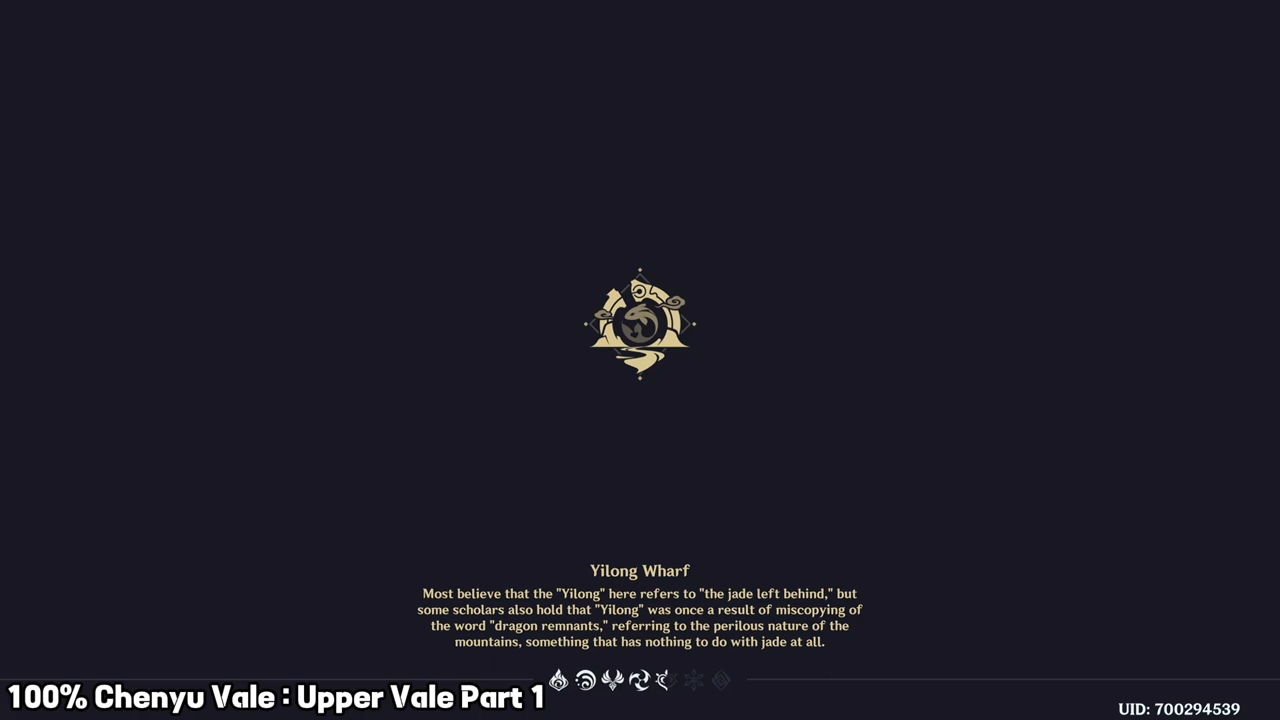 Yilong Wharf
Most believe that the "Yilong" here refers to "the jade left behind," but
some scholars also hold that "Yilong" was once a result of miscopying of
the word "dragon remnants," referring to the perilous nature of the
mountains, something that has nothing to do with jade at all.
100% Chenyu Vale : Upper Vale Part 1
UID: 700294539